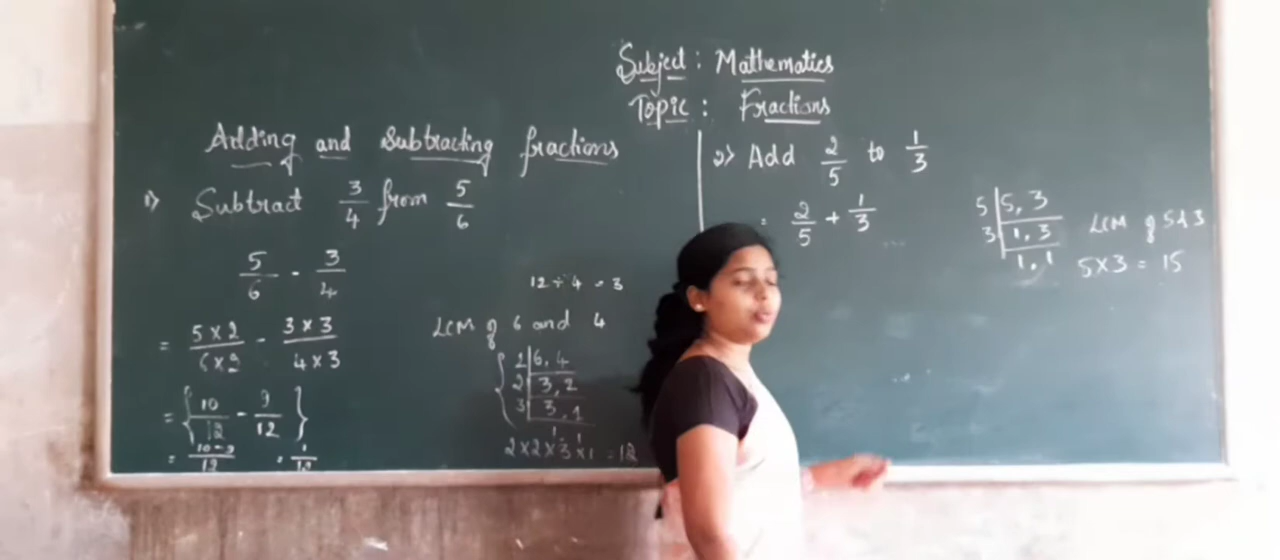 Subject : Mathematics
Topic : Fractions
Adding and Subtracting fractions
1) Subtract 3/4 from 5/6
5/6 - 3/4
= 5 × 2 / 6 × 2 - 3 × 3 / 4 × 3
= { 10/12 - 9/12 }
= 10-9/12 = 1/12
12 ÷ 4 = 3
LCM of 6 and 4
2 | 6, 4
2 | 3, 2
3 | 3, 1
1, 1
2 × 2 × 3 × 1 = 12
2) Add 2/5 to 1/3
= 2/5 + 1/3
5 | 5, 3
3 | 1, 3
1, 1
LCM of 5 & 3
5 × 3 = 15